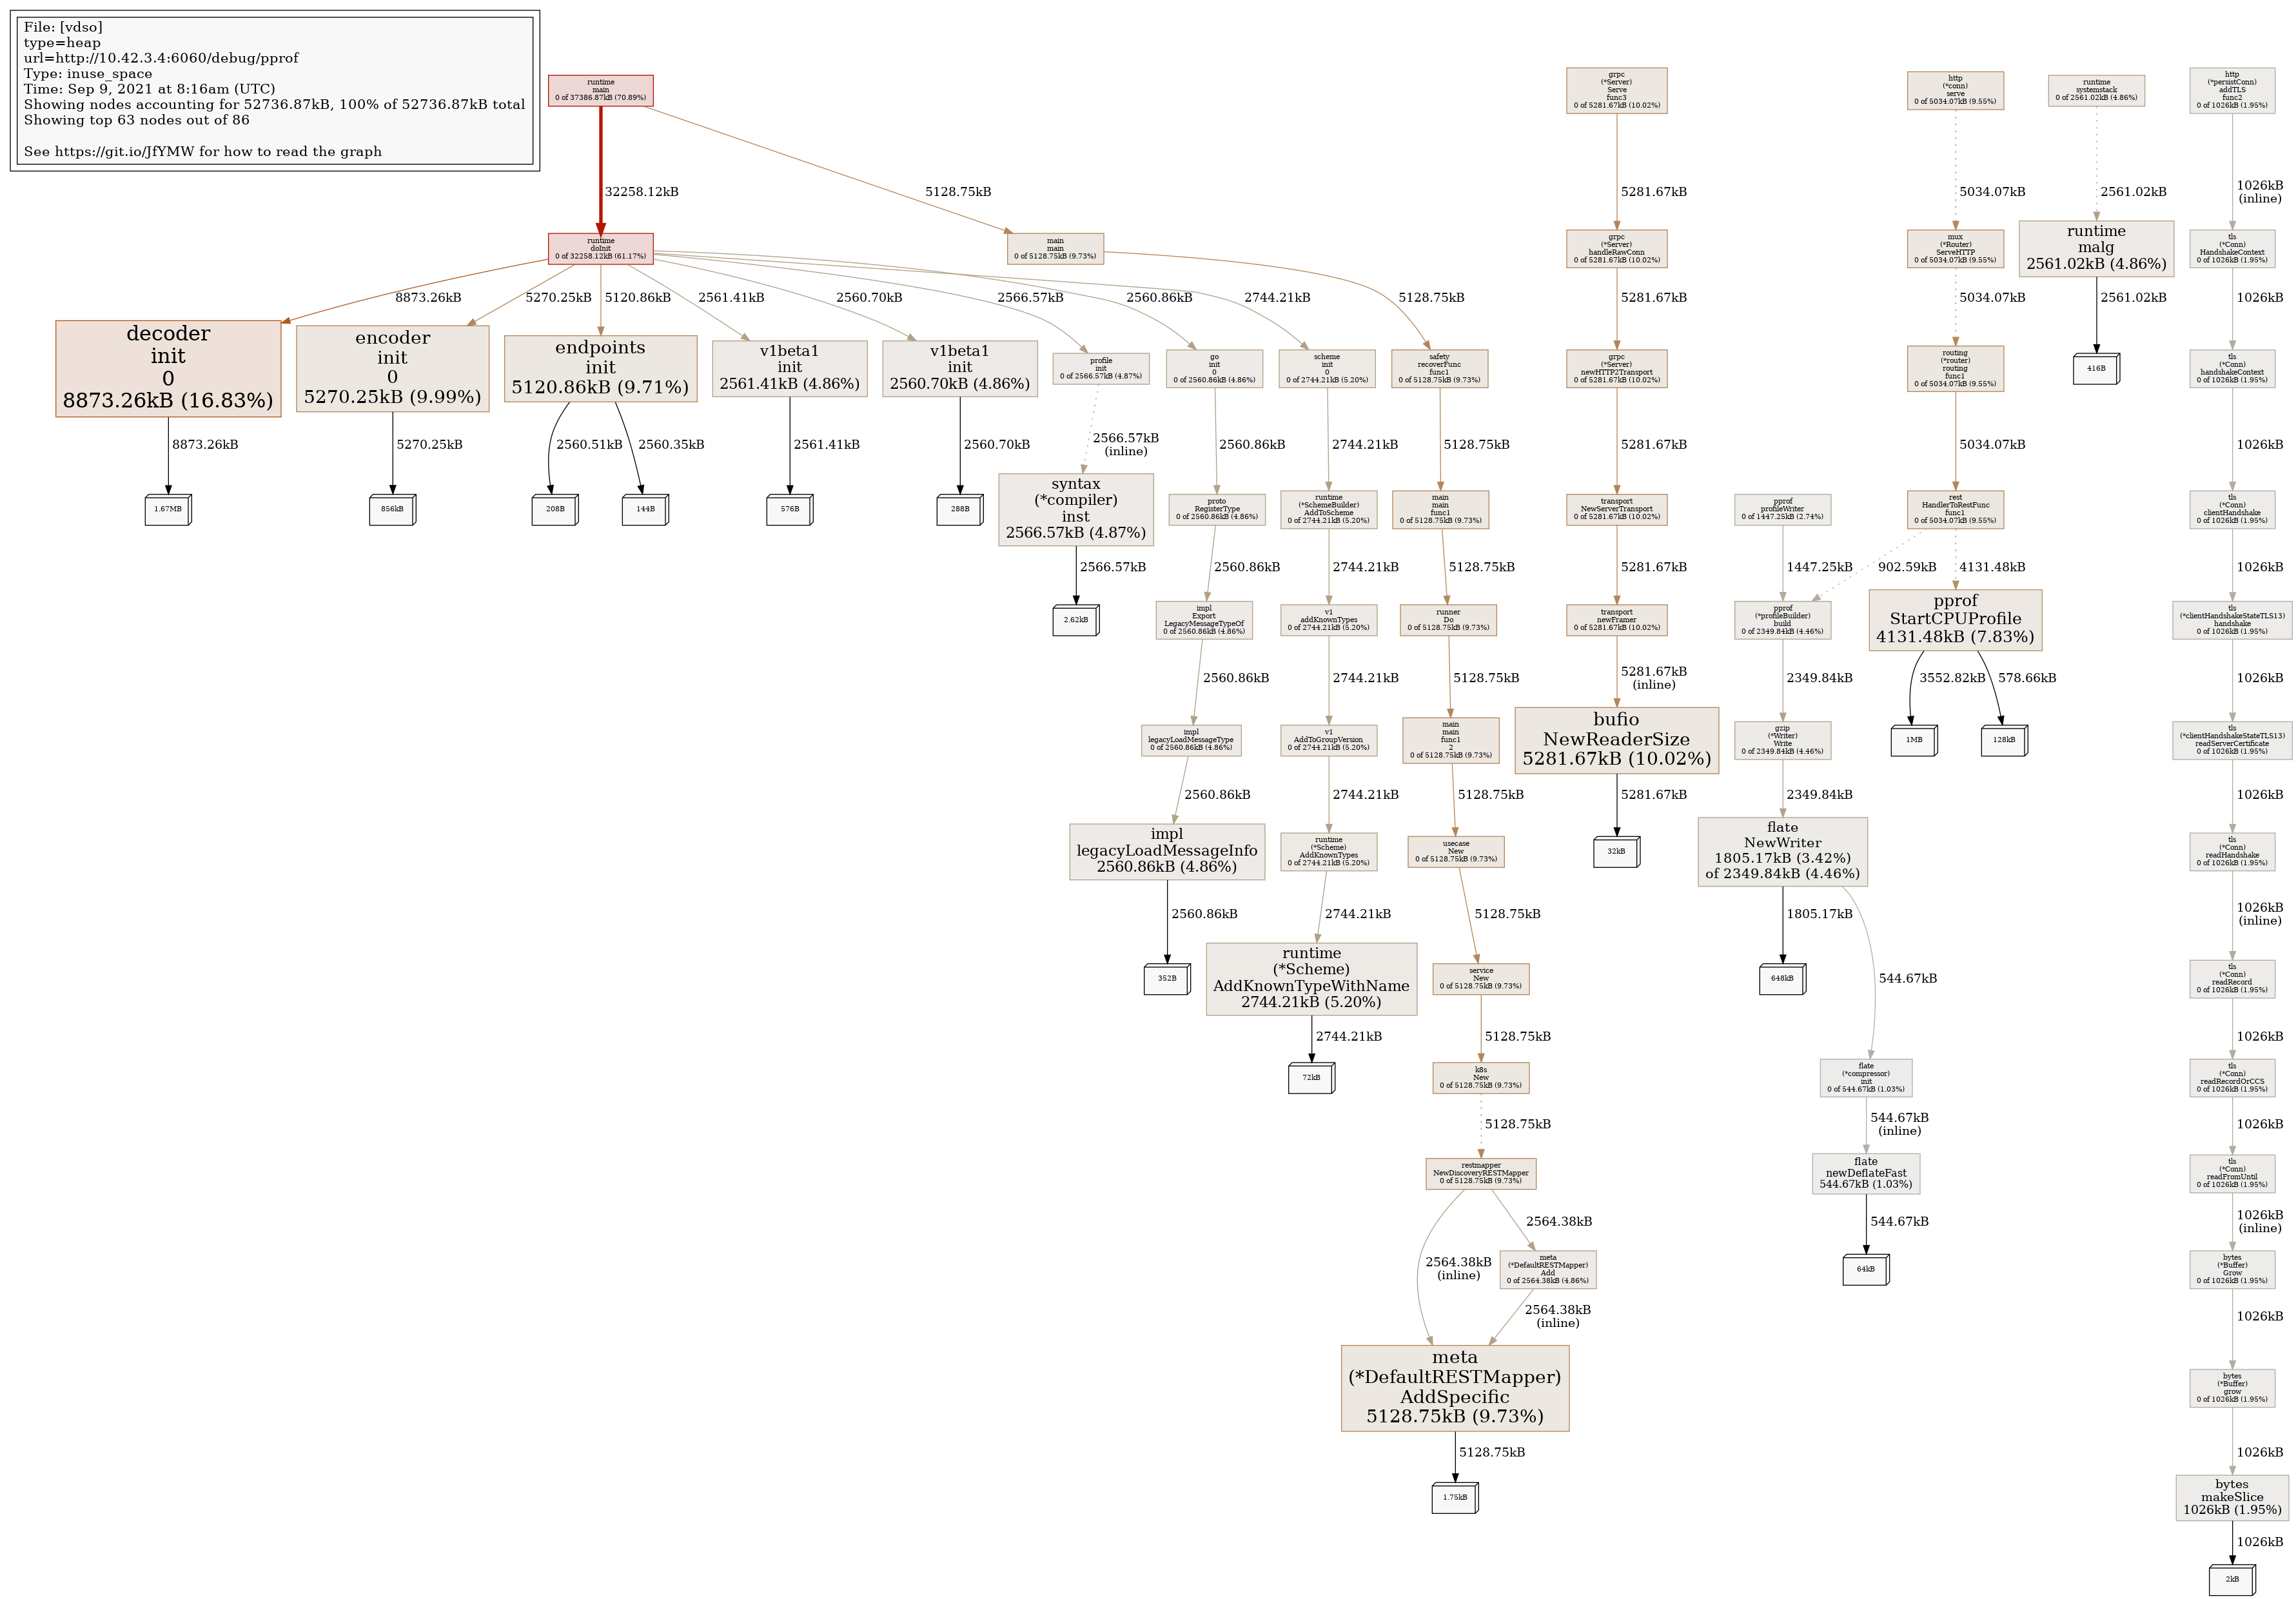 File: [vdso]
type=heap
url=http://10.42.3.4:6060/debug/pprof
Type: inuse_space
Time: Sep 9, 2021 at 8:16am (UTC)
Showing nodes accounting for 52736.87kB, 100% of 52736.87kB total
Showing top 63 nodes out of 86
See https://git.io/JfYMW for how to read the graph
runtime
main
0 of 37386.87kB (70.89%)
32258.12kB
5128.75kB
runtime
doInit
0 of 32258.12kB (61.17%)
main
main
0 of 5128.75kB (9.73%)
8873.26kB
5270.25kB
5120.86kB
2561.41kB
2560.70kB
2566.57kB
2560.86kB
2744.21kB
5128.75kB
decoder
init
0
8873.26kB (16.83%)
8873.26kB
1.67MB
encoder
init
0
5270.25kB (9.99%)
5270.25kB
856kB
endpoints
init
5120.86kB (9.71%)
2560.51kB
2560.35kB
208B
144B
v1beta1
init
2561.41kB (4.86%)
2561.41kB
576B
v1beta1
init
2560.70kB (4.86%)
2560.70kB
288B
profile
init
0 of 2566.57kB (4.87%)
2566.57kB
(inline)
syntax
(*compiler)
inst
2566.57kB (4.87%)
2566.57kB
2.62kB
go
init
0
0 of 2560.86kB (4.86%)
2560.86kB
proto
RegisterType
0 of 2560.86kB (4.86%)
2560.86kB
impl
Export
LegacyMessageTypeOf
0 of 2560.86kB (4.86%)
2560.86kB
impl
legacyLoadMessageType
0 of 2560.86kB (4.86%)
2560.86kB
impl
legacyLoadMessageInfo
2560.86kB (4.86%)
2560.86kB
352B
scheme
init
0
0 of 2744.21kB (5.20%)
2744.21kB
runtime
(*SchemeBuilder)
AddToScheme
0 of 2744.21kB (5.20%)
2744.21kB
v1
addKnownTypes
0 of 2744.21kB (5.20%)
2744.21kB
v1
AddToGroupVersion
0 of 2744.21kB (5.20%)
2744.21kB
runtime
(*Scheme)
AddKnownTypes
0 of 2744.21kB (5.20%)
2744.21kB
runtime
(*Scheme)
AddKnownTypeWithName
2744.21kB (5.20%)
2744.21kB
72kB
safety
recoverFunc
func1
0 of 5128.75kB (9.73%)
5128.75kB
main
main
func1
0 of 5128.75kB (9.73%)
5128.75kB
runner
Do
0 of 5128.75kB (9.73%)
5128.75kB
main
main
func1
2
0 of 5128.75kB (9.73%)
5128.75kB
usecase
New
0 of 5128.75kB (9.73%)
5128.75kB
service
New
0 of 5128.75kB (9.73%)
5128.75kB
k8s
New
0 of 5128.75kB (9.73%)
5128.75kB
restmapper
NewDiscoveryRESTMapper
0 of 5128.75kB (9.73%)
2564.38kB
(inline)
2564.38kB
meta
(*DefaultRESTMapper)
Add
0 of 2564.38kB (4.86%)
2564.38kB
(inline)
meta
(*DefaultRESTMapper)
AddSpecific
5128.75kB (9.73%)
5128.75kB
1.75kB
grpc
(*Server)
Serve
func3
0 of 5281.67kB (10.02%)
5281.67kB
grpc
(*Server)
handleRawConn
0 of 5281.67kB (10.02%)
5281.67kB
grpc
(*Server)
newHTTP2Transport
0 of 5281.67kB (10.02%)
5281.67kB
transport
NewServerTransport
0 of 5281.67kB (10.02%)
5281.67kB
transport
newFramer
0 of 5281.67kB (10.02%)
5281.67kB
(inline)
bufio
NewReaderSize
5281.67kB (10.02%)
5281.67kB
32kB
http
(*conn)
serve
0 of 5034.07kB (9.55%)
5034.07kB
mux
(*Router)
ServeHTTP
0 of 5034.07kB (9.55%)
5034.07kB
routing
(*router)
routing
func1
0 of 5034.07kB (9.55%)
5034.07kB
rest
HandlerToRestFunc
func1
0 of 5034.07kB (9.55%)
902.59kB
4131.48kB
pprof
profileWriter
0 of 1447.25kB (2.74%)
1447.25kB
pprof
(*profileBuilder)
build
0 of 2349.84kB (4.46%)
2349.84kB
gzip
(*Writer)
Write
0 of 2349.84kB (4.46%)
2349.84kB
flate
NewWriter
1805.17kB (3.42%)
of 2349.84kB (4.46%)
1805.17kB
648kB
544.67kB
flate
(*compressor)
init
0 of 544.67kB (1.03%)
544.67kB
(inline)
flate
newDeflateFast
544.67kB (1.03%)
544.67kB
64kB
pprof
StartCPUProfile
4131.48kB (7.83%)
3552.82kB
578.66kB
1MB
128kB
runtime
systemstack
0 of 2561.02kB (4.86%)
2561.02kB
runtime
malg
2561.02kB (4.86%)
2561.02kB
416B
http
(*persistConn)
addTLS
func2
0 of 1026kB (1.95%)
1026kB
(inline)
tls
(*Conn)
HandshakeContext
0 of 1026kB (1.95%)
1026kB
tls
(*Conn)
handshakeContext
0 of 1026kB (1.95%)
1026kB
tls
(*Conn)
clientHandshake
0 of 1026kB (1.95%)
1026kB
tls
(*clientHandshakeStateTLS13)
handshake
0 of 1026kB (1.95%)
1026kB
tls
(*clientHandshakeStateTLS13)
readServerCertificate
0 of 1026kB (1.95%)
1026kB
tls
(*Conn)
readHandshake
0 of 1026kB (1.95%)
1026kB
(inline)
tls
(*Conn)
readRecord
0 of 1026kB (1.95%)
1026kB
tls
(*Conn)
readRecordOrCCS
0 of 1026kB (1.95%)
1026kB
tls
(*Conn)
readFromUntil
0 of 1026kB (1.95%)
1026kB
(inline)
bytes
(*Buffer)
Grow
0 of 1026kB (1.95%)
1026kB
bytes
(*Buffer)
grow
0 of 1026kB (1.95%)
1026kB
bytes
makeSlice
1026kB (1.95%)
1026kB
2kB